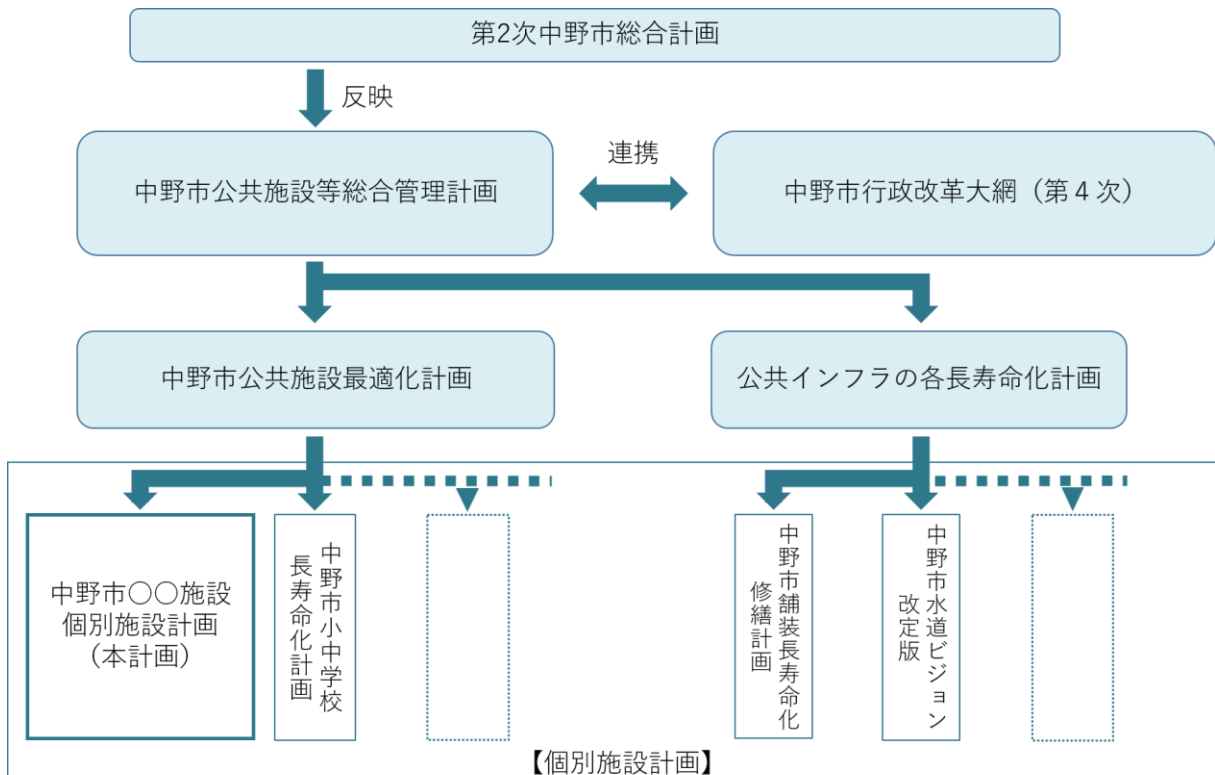 第2次中野市総合計画
反映
中野市公共施設等総合管理計画
連携
中野市行政改革大綱（第４次）
中野市公共施設最適化計画
公共インフラの各長寿命化計画
中野市〇〇施設
個別施設計画
（本計画）
中野市小中学校
長寿命化計画
中野市舗装長寿命化
修繕計画
中野市水道ビジョン
改定版
【個別施設計画】